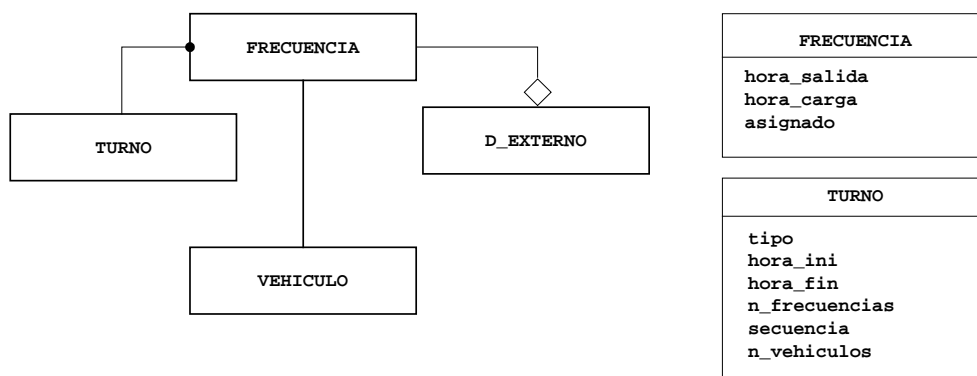 FRECUENCIA
TURNO
D_EXTERNO
VEHICULO
FRECUENCIA
hora_salida
hora_carga
asignado
TURNO
tipo
hora_ini
hora_fin
n_frecuencias
secuencia
n_vehiculos